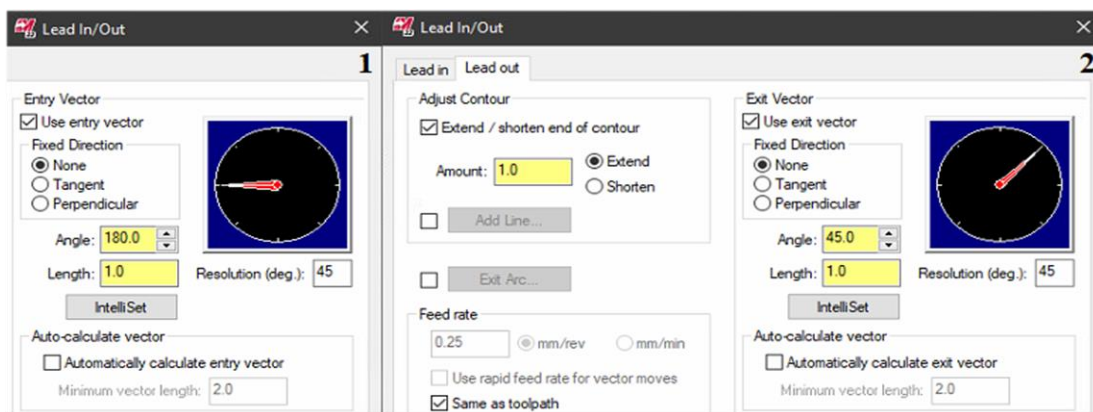 Lead In/Out
1
Entry Vector
Use entry vector
Fixed Direction
None
Tangent
Perpendicular
Angle: 180.0
Length: 1.0
Resolution (deg.): 45
IntelliSet
Auto-calculate vector
Automatically calculate entry vector
Minimum vector length: 2.0
Lead In/Out
2
Lead in Lead out
Adjust Contour
Extend / shorten end of contour
Amount: 1.0
Extend
Shorten
Add Line...
Exit Arc...
Feed rate
0.25 mm/rev mm/min
Use rapid feed rate for vector moves
Same as toolpath
Exit Vector
Use exit vector
Fixed Direction
None
Tangent
Perpendicular
Angle: 45.0
Length: 1.0
Resolution (deg.): 45
IntelliSet
Auto-calculate vector
Automatically calculate exit vector
Minimum vector length: 2.0